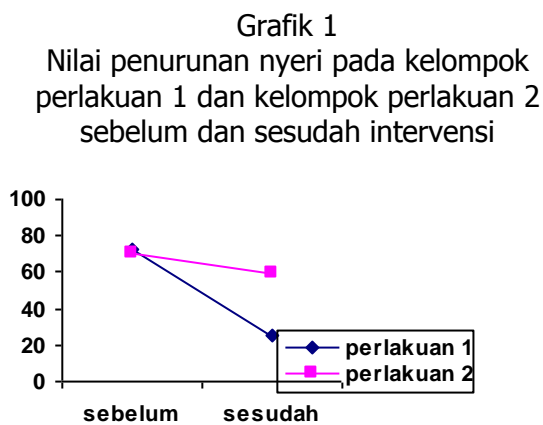 Grafik 1
Nilai penurunan nyeri pada kelompok
perlakuan 1 dan kelompok perlakuan 2
sebelum dan sesudah intervensi
100
80
60
40
20
0
sebelum sesudah
perlakuan 1
perlakuan 2